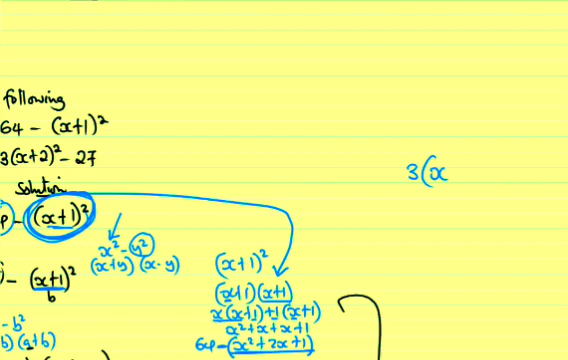 following
64 - (x+1)²
3(x+2)² - 27
Solution
- (x+1)²
x² - y²
(x+y)(x-y)
- (x+1)²
b
- b²
b)(a+b)
3(x
(x+1)²
(x+1)(x+1)
x(x+1)+1(x+1)
x²+x+x+1
64-(x²+2x+1)